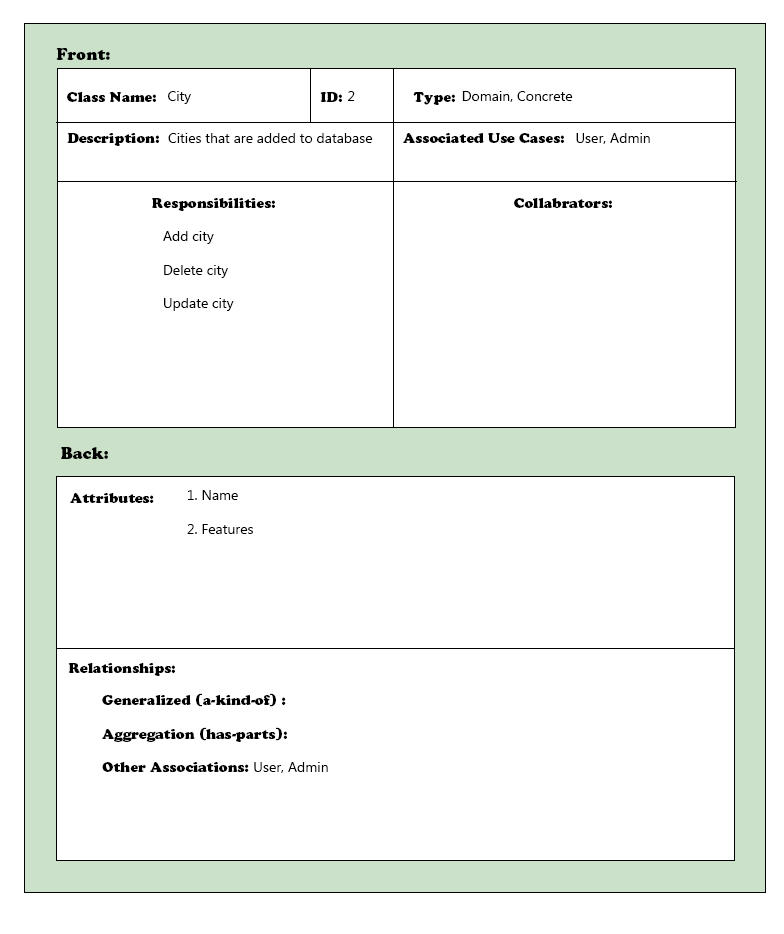 Front:
Class Name: City ID: 2 Type: Domain, Concrete
Description: Cities that are added to database Associated Use Cases: User, Admin
Responsibilities: Collabrators:
Add city
Delete city
Update city
Back:
Attributes: 1. Name
2. Features
Relationships:
Generalized (a-kind-of) :
Aggregation (has-parts):
Other Associations: User, Admin